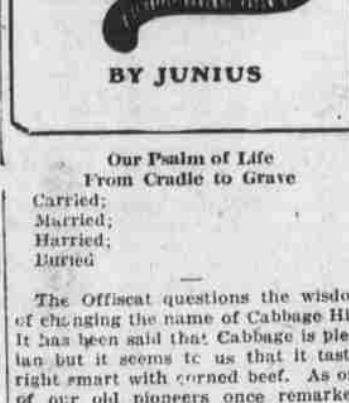 BY JUNIUS
Our Psalm of Life
From Cradle to Grave
Carried;
Married;
Harried;
Buried
The Offiscat questions the wisdo
of changing the name of Cabbage Hi
It has been said that Cabbage is ple
ian but it seems to us that it tast
right smart with corned beef. As o
of our old pioneers once remarke